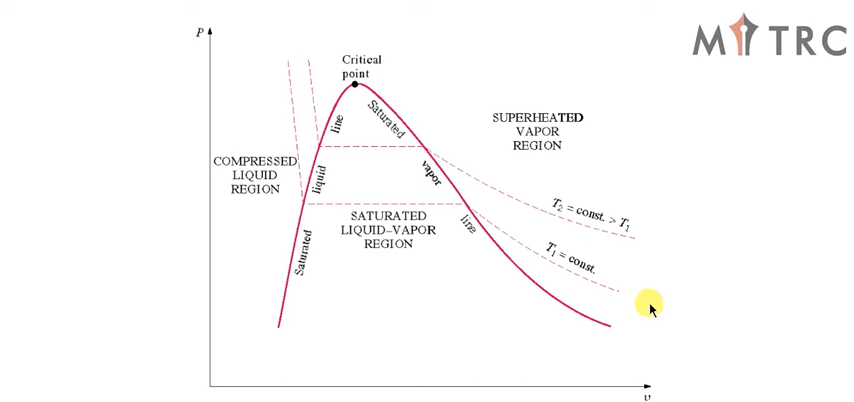 MITRC
P
Critical
point
Saturated
vapor
line
Saturated
liquid
line
SUPERHEATED
VAPOR
REGION
COMPRESSED
LIQUID
REGION
SATURATED
LIQUID–VAPOR
REGION
T2 = const. > T1
T1 = const.
υ